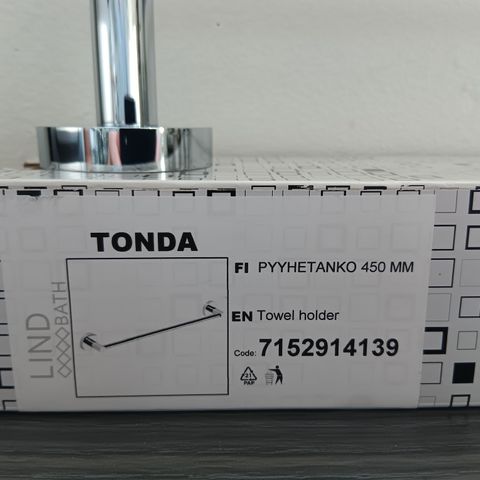 TONDA
LIND
BATH
FI PYYHETANKO 450 MM
EN Towel holder
Code: 7152914139
21
PAP